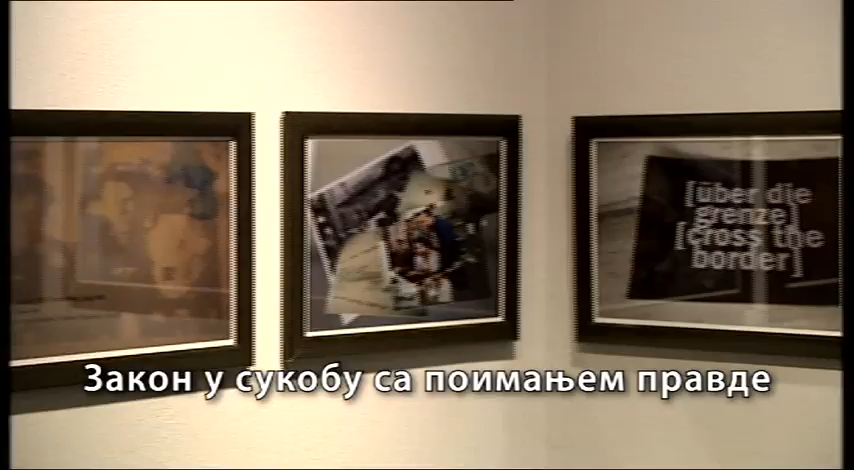 [über die
grenze]
[cross the
border]
Закон у сукобу са поимањем правде